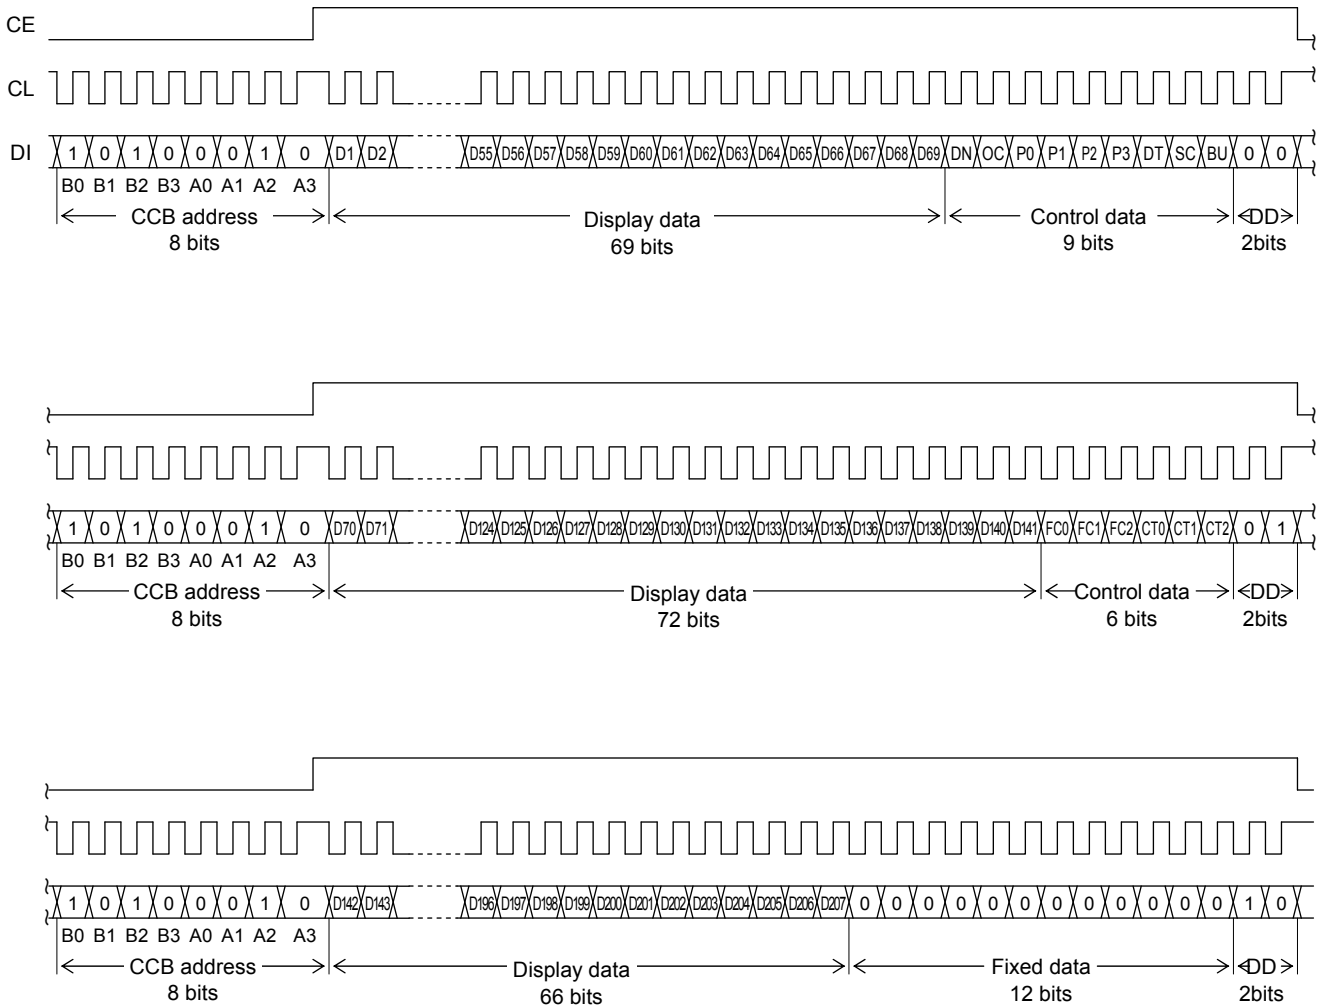 CE
CL
DI 1 0 1 0 0 0 1 0 D1 D2 D55 D56 D57 D58 D59 D60 D61 D62 D63 D64 D65 D66 D67 D68 D69 DN OC P0 P1 P2 P3 DT SC BU 0 0
B0 B1 B2 B3 A0 A1 A2 A3
CCB address Display data Control data DD
8 bits 69 bits 9 bits 2bits
1 0 1 0 0 0 1 0 D70 D71 D124 D125 D126 D127 D128 D129 D130 D131 D132 D133 D134 D135 D136 D137 D138 D139 D140 D141 FC0 FC1 FC2 CT0 CT1 CT2 0 1
B0 B1 B2 B3 A0 A1 A2 A3
CCB address Display data Control data DD
8 bits 72 bits 6 bits 2bits
1 0 1 0 0 0 1 0 D142 D143 D196 D197 D198 D199 D200 D201 D202 D203 D204 D205 D206 D207 0 0 0 0 0 0 0 0 0 0 0 0 1 0
B0 B1 B2 B3 A0 A1 A2 A3
CCB address Display data Fixed data DD
8 bits 66 bits 12 bits 2bits